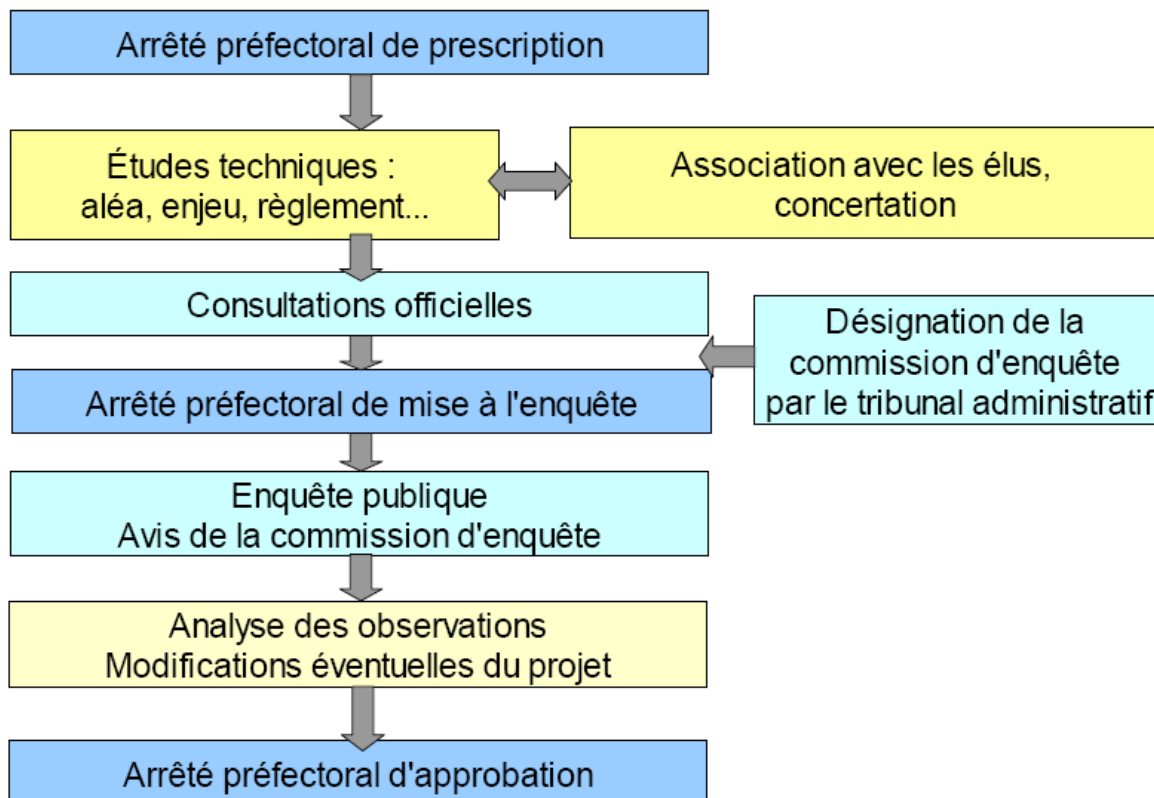 Arrêté préfectoral de prescription
Études techniques :
aléa, enjeu, règlement...
Association avec les élus,
concertation
Consultations officielles
Désignation de la
commission d'enquête
par le tribunal administratif
Arrêté préfectoral de mise à l'enquête
Enquête publique
Avis de la commission d'enquête
Analyse des observations
Modifications éventuelles du projet
Arrêté préfectoral d'approbation